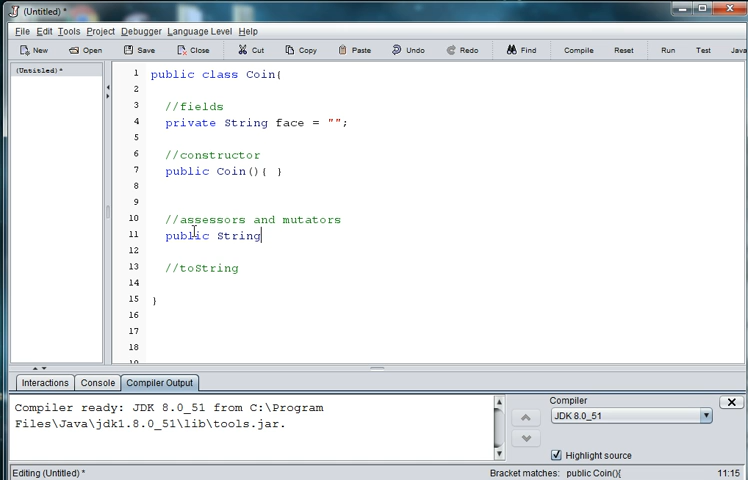 (Untitled) *
File Edit Tools Project Debugger Language Level Help
New Open Save Close Cut Copy Paste Undo Redo Find Compile Reset Run Test Java
(Untitled) *
1 public class Coin{
2
3 //fields
4 private String face = "";
5
6 //constructor
7 public Coin(){ }
8
9
10 //assessors and mutators
11 public String
12
13 //toString
14
15 }
16
17
18
19
Interactions Console Compiler Output
Compiler ready: JDK 8.0_51 from C:\Program
Files\Java\jdk1.8.0_51\lib\tools.jar.
Compiler
JDK 8.0_51
Highlight source
Editing (Untitled) * Bracket matches: public Coin(){ 11:15